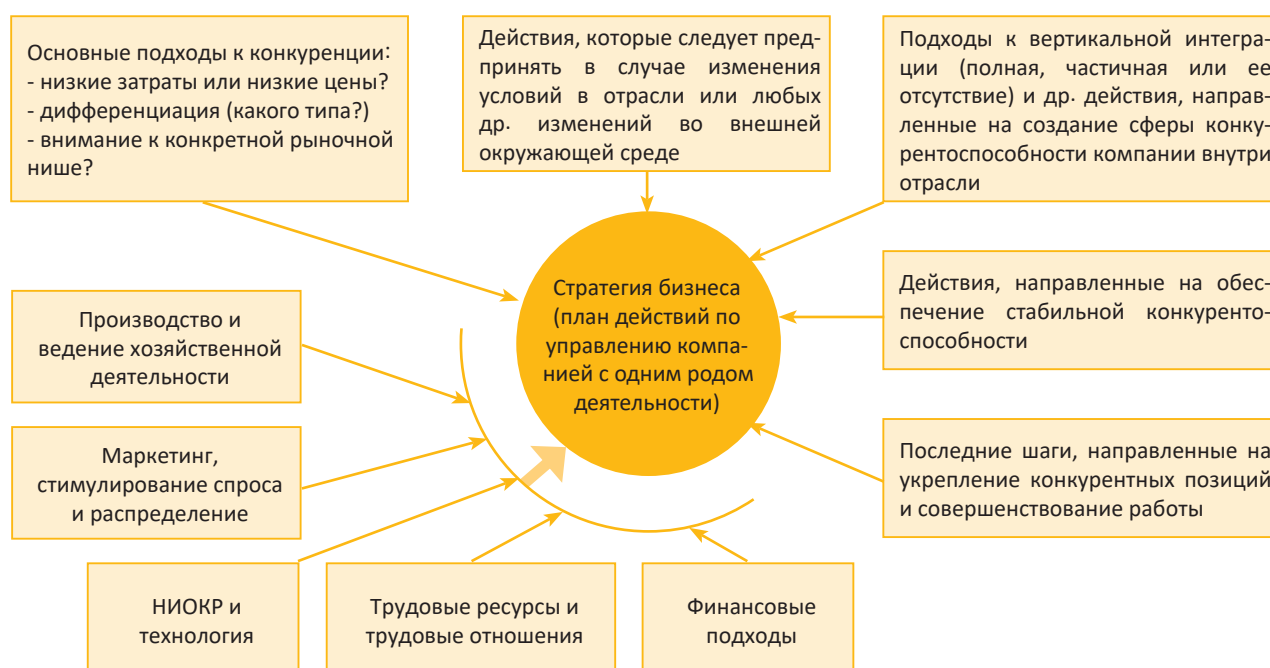 Основные подходы к конкуренции:
- низкие затраты или низкие цены?
- дифференциация (какого типа?)
- внимание к конкретной рыночной
нише?
Действия, которые следует пред-
принять в случае изменения
условий в отрасли или любых
др. изменений во внешней
окружающей среде
Подходы к вертикальной интегра-
ции (полная, частичная или ее
отсутствие) и др. действия, направ-
ленные на создание сферы конку-
рентоспособности компании внутри
отрасли
Стратегия бизнеса
(план действий по
управлению компа-
нией с одним родом
деятельности)
Действия, направленные на обес-
печение стабильной конкуренто-
способности
Производство и
ведение хозяйственной
деятельности
Маркетинг,
стимулирование спроса
и распределение
Последние шаги, направленные на
укрепление конкурентных позиций
и совершенствование работы
НИОКР и
технология
Трудовые ресурсы и
трудовые отношения
Финансовые
подходы